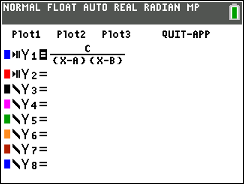 NORMAL FLOAT AUTO REAL RADIAN MP
Plot1 Plot2 Plot3 QUIT-APP
Y1= C
(X-A)(X-B)
Y2=
Y3=
Y4=
Y5=
Y6=
Y7=
Y8=